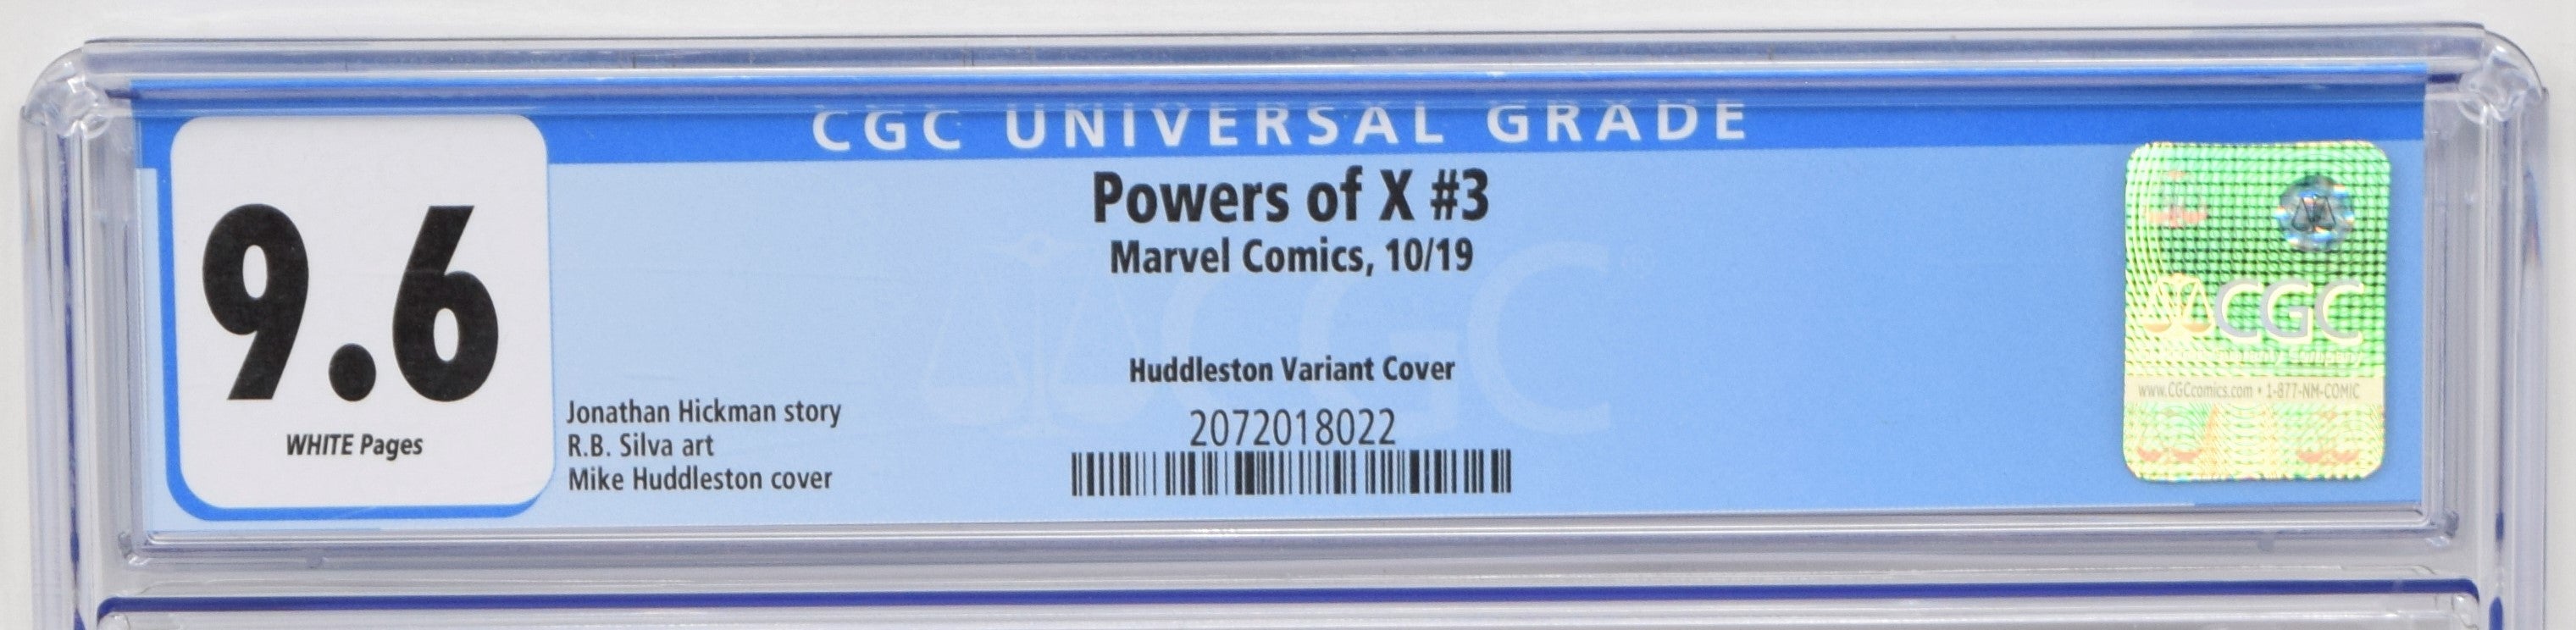 CGC UNIVERSAL GRADE
9.6
WHITE Pages
Powers of X #3
Marvel Comics, 10/19
Huddleston Variant Cover
2072018022
Jonathan Hickman story
R.B. Silva art
Mike Huddleston cover
CGC
CGC
www.CGCcomics.com • 1-877-NM-COMIC